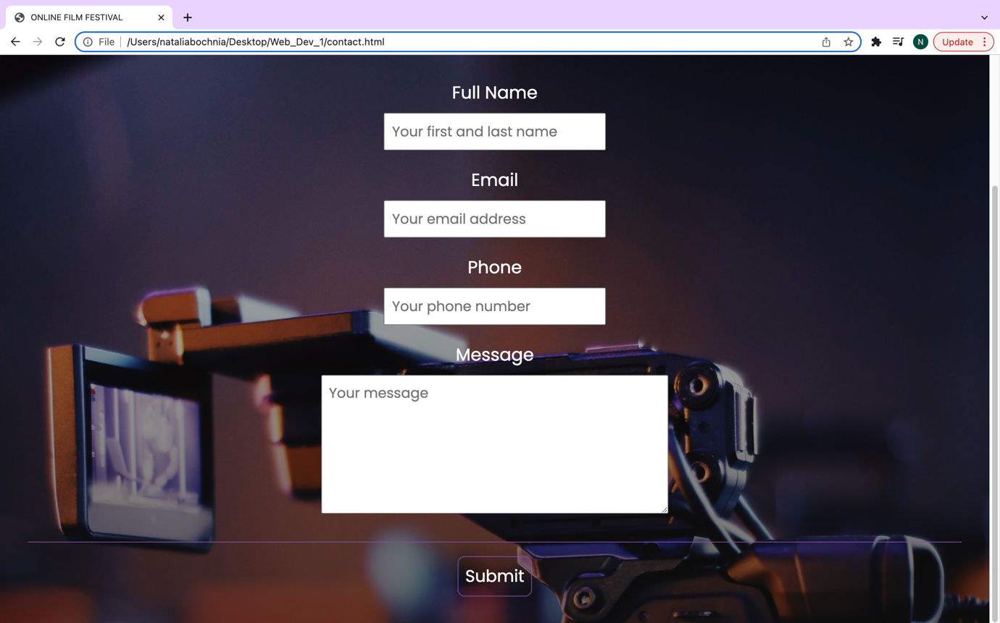 ONLINE FILM FESTIVAL
File /Users/nataliabochnia/Desktop/Web_Dev_1/contact.html N Update
Full Name
Your first and last name
Email
Your email address
Phone
Your phone number
Message
Your message
Submit